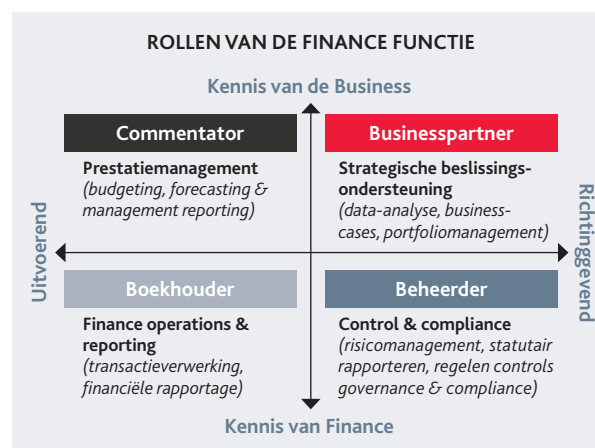 ROLLEN VAN DE FINANCE FUNCTIE
Kennis van de Business
Commentator
Prestatiemanagement
(budgeting, forecasting &
management reporting)
Businesspartner
Strategische beslissings-
ondersteuning
(data-analyse, business-
cases, portfoliomanagement)
Uitvoerend
Richtinggevend
Boekhouder
Finance operations &
reporting
(transactieverwerking,
financiële rapportage)
Beheerder
Control & compliance
(risicomanagement, statutair
rapporteren, regelen controls
governance & compliance)
Kennis van Finance